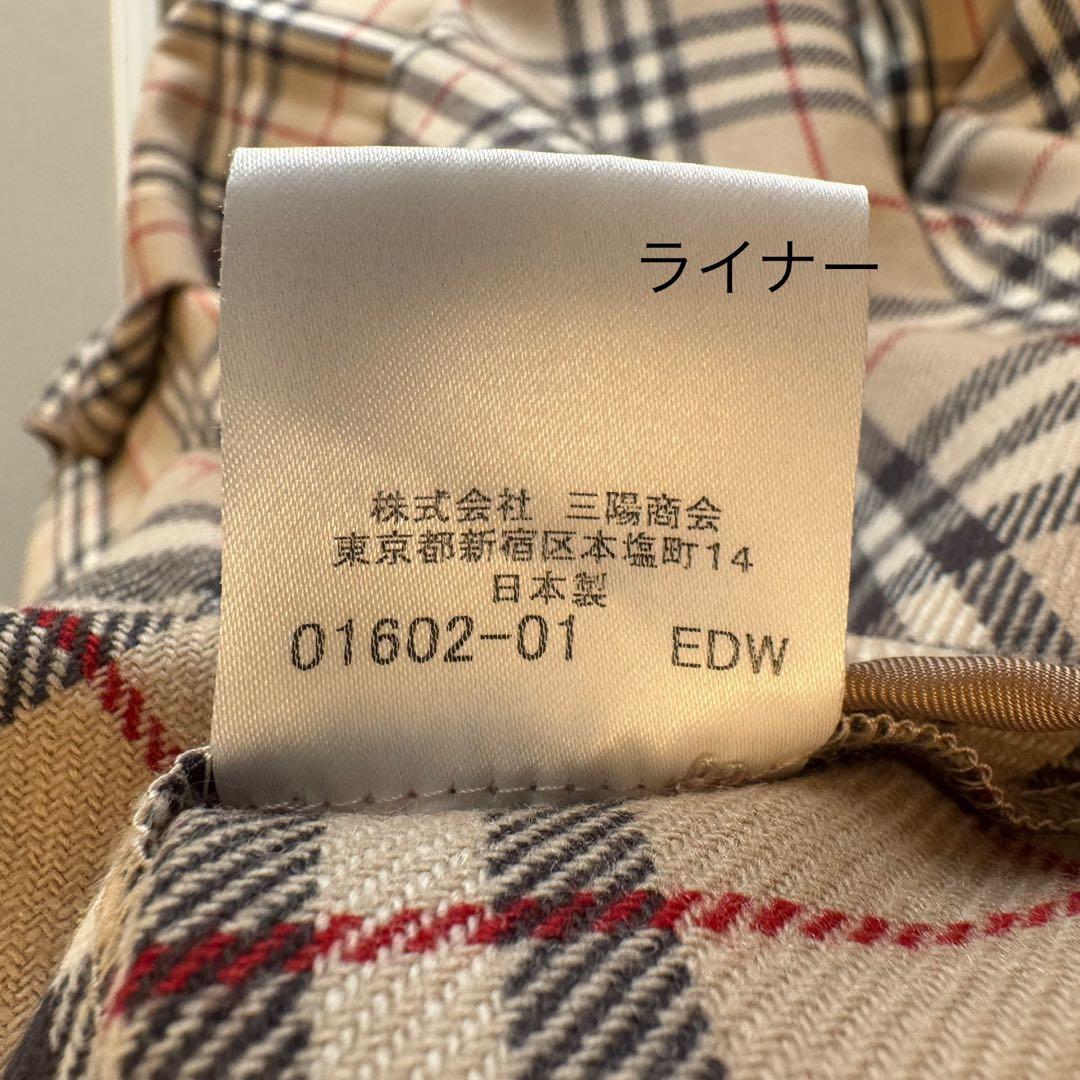 ライナー
株式会社 三陽商会
東京都新宿区本塩町14
日本製
01602-01 EDW